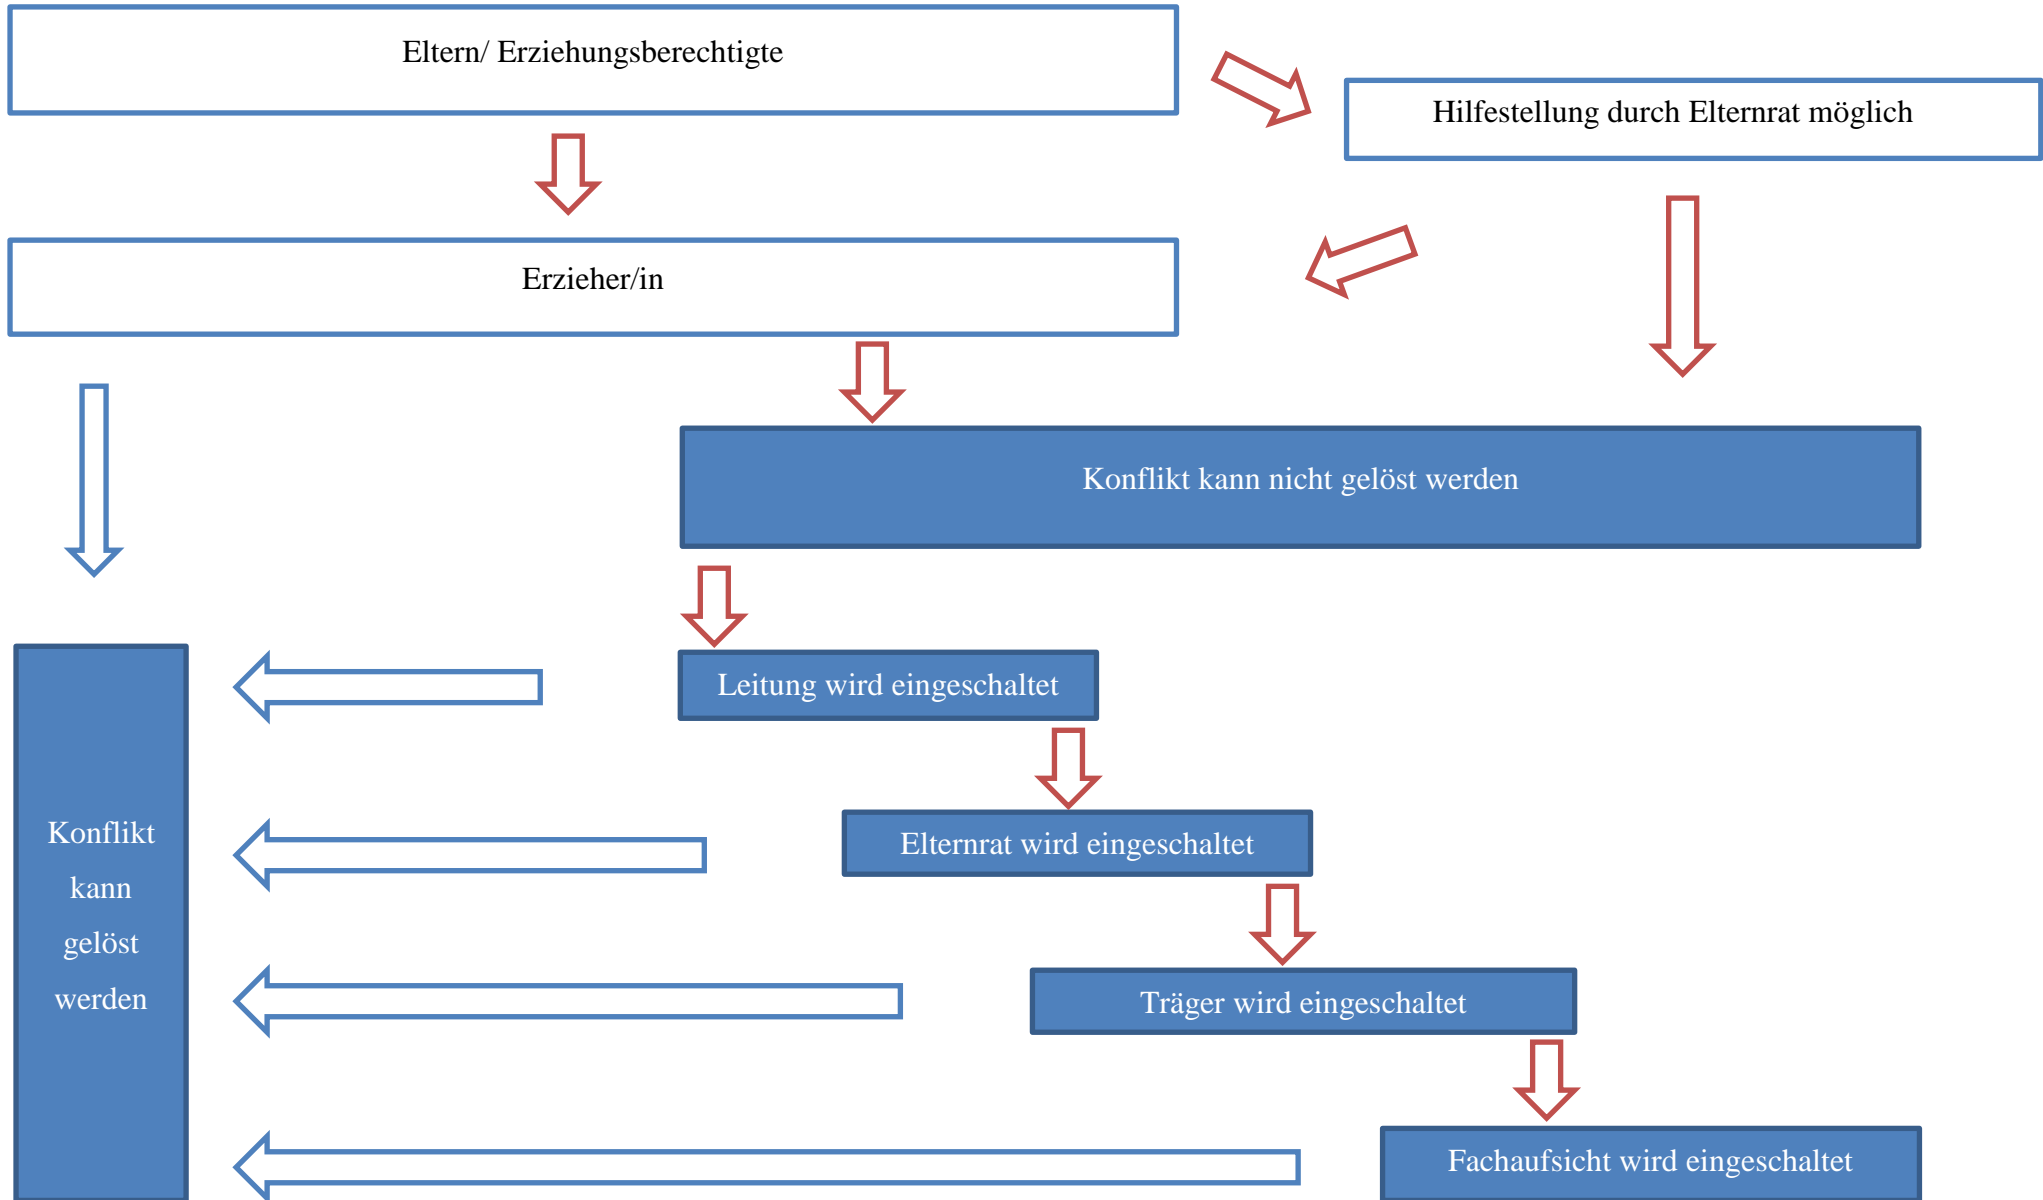 Eltern/ Erziehungsberechtigte
Hilfestellung durch Elternrat möglich
Erzieher/in
Konflikt kann nicht gelöst werden
Leitung wird eingeschaltet
Elternrat wird eingeschaltet
Träger wird eingeschaltet
Fachaufsicht wird eingeschaltet
Konflikt
kann
gelöst
werden